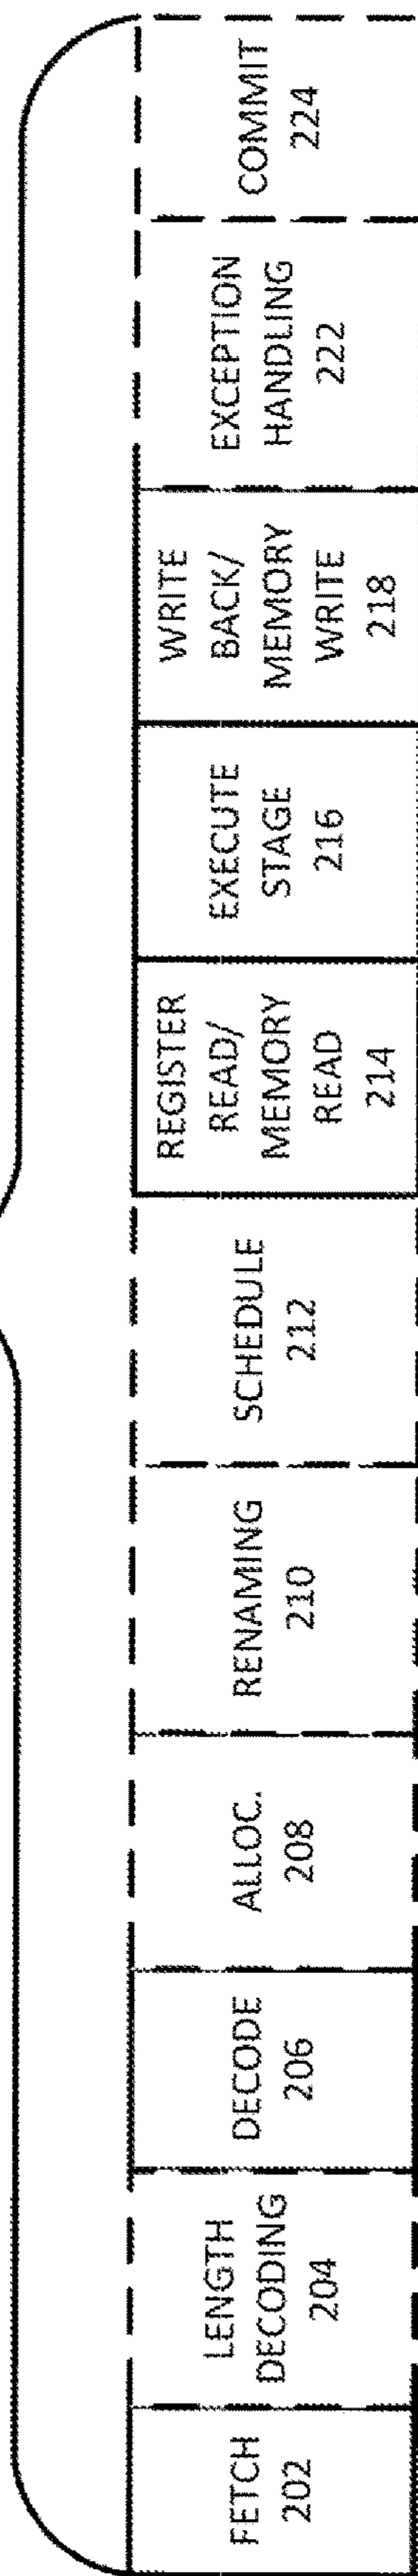 FETCH
202
LENGTH
DECODING
204
DECODE
206
ALLOC.
208
RENAMING
210
SCHEDULE
212
REGISTER
READ/
MEMORY
READ
214
EXECUTE
STAGE
216
WRITE
BACK/
MEMORY
WRITE
218
EXCEPTION
HANDLING
222
COMMIT
224